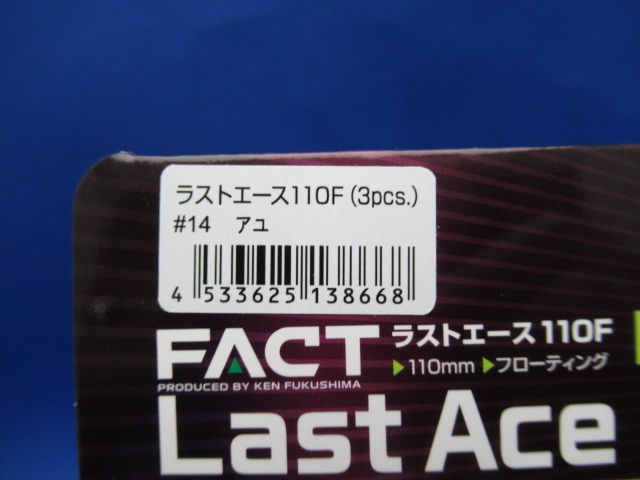 ラストエース110F(3pcs.)
#14 アユ
4 533625 138668
FACT ラストエース110F
PRODUCED BY KEN FUKUSHIMA ▶110mm ▶フローティング
Last Ace